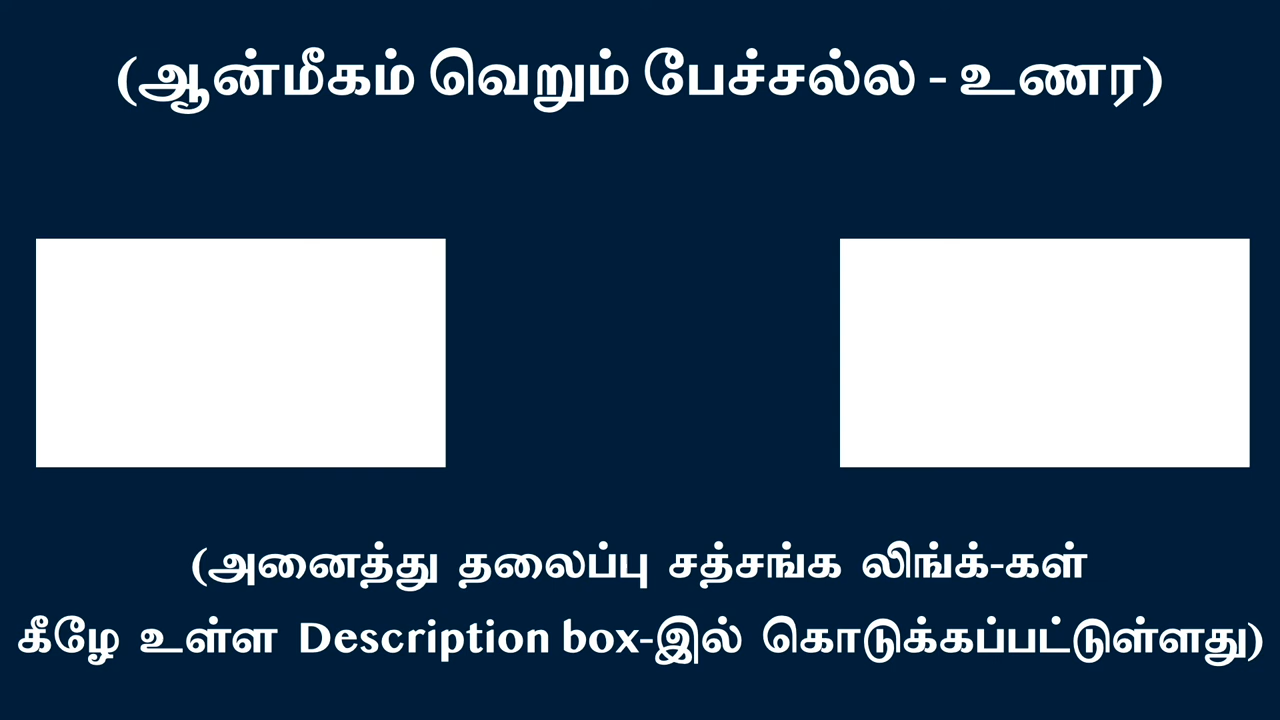 (ஆன்மீகம் வெறும் பேச்சல்ல - உணர)
(அனைத்து தலைப்பு சத்சங்க லிங்க்-கள்
கீழே உள்ள Description box-இல் கொடுக்கப்பட்டுள்ளது)